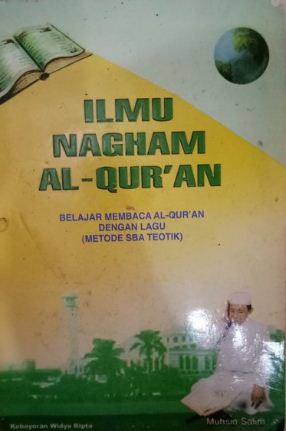 ILMU
NAGHAM
AL-QUR'AN
BELAJAR MEMBACA AL-QUR'AN
DENGAN LAGU
(METODE SBA TEOTIK)
Kebayoran Widya Ripta
Muhsin Salim